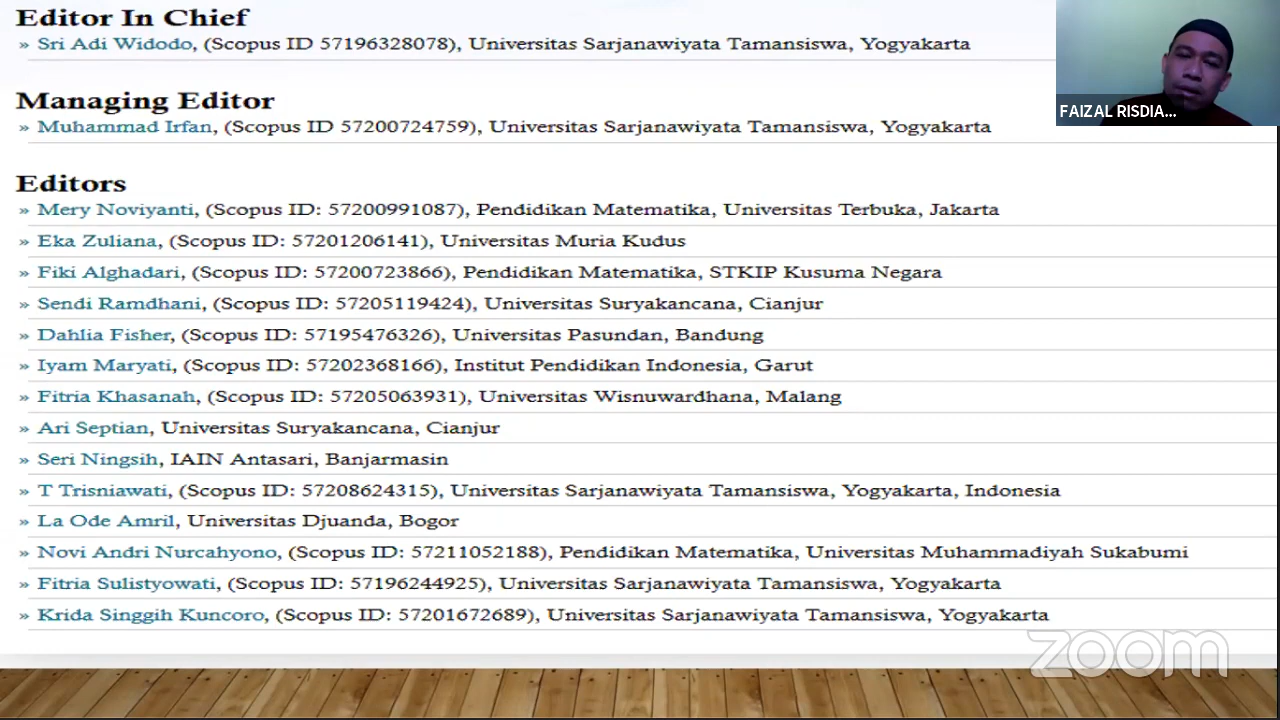 Editor In Chief
» Sri Adi Widodo, (Scopus ID 57196328078), Universitas Sarjanawiyata Tamansiswa, Yogyakarta
FAIZAL RISDIA...
Managing Editor
» Muhammad Irfan, (Scopus ID 57200724759), Universitas Sarjanawiyata Tamansiswa, Yogyakarta
Editors
» Mery Noviyanti, (Scopus ID: 57200991087), Pendidikan Matematika, Universitas Terbuka, Jakarta
» Eka Zuliana, (Scopus ID: 57201206141), Universitas Muria Kudus
» Fiki Alghadari, (Scopus ID: 57200723866), Pendidikan Matematika, STKIP Kusuma Negara
» Sendi Ramdhani, (Scopus ID: 57205119424), Universitas Suryakancana, Cianjur
» Dahlia Fisher, (Scopus ID: 57195476326), Universitas Pasundan, Bandung
» Iyam Maryati, (Scopus ID: 57202368166), Institut Pendidikan Indonesia, Garut
» Fitria Khasanah, (Scopus ID: 57205063931), Universitas Wisnuwardhana, Malang
» Ari Septian, Universitas Suryakancana, Cianjur
» Seri Ningsih, IAIN Antasari, Banjarmasin
» T Trisniawati, (Scopus ID: 57208624315), Universitas Sarjanawiyata Tamansiswa, Yogyakarta, Indonesia
» La Ode Amril, Universitas Djuanda, Bogor
» Novi Andri Nurcahyono, (Scopus ID: 57211052188), Pendidikan Matematika, Universitas Muhammadiyah Sukabumi
» Fitria Sulistyowati, (Scopus ID: 57196244925), Universitas Sarjanawiyata Tamansiswa, Yogyakarta
» Krida Singgih Kuncoro, (Scopus ID: 57201672689), Universitas Sarjanawiyata Tamansiswa, Yogyakarta
zoom